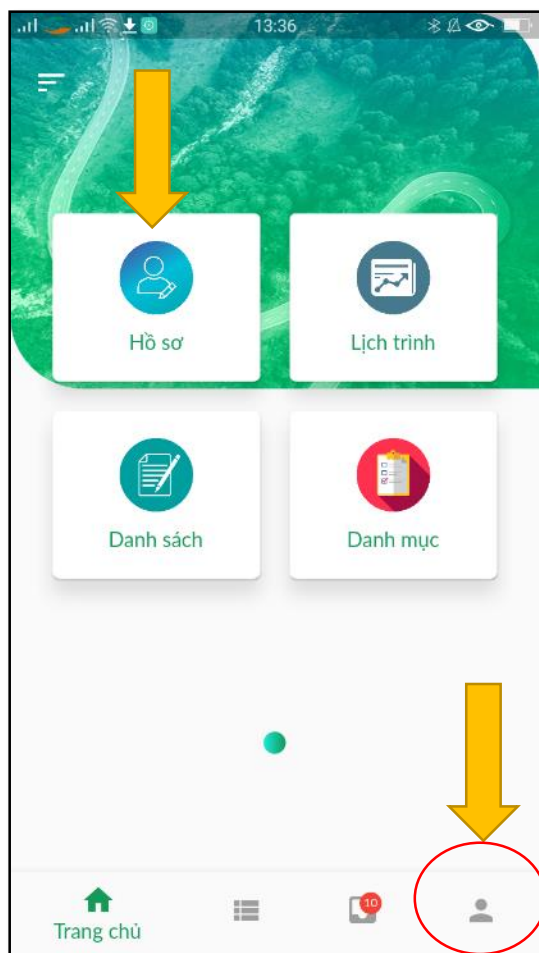 13:36
Hồ sơ
Lịch trình
Danh sách
Danh mục
10
Trang chủ